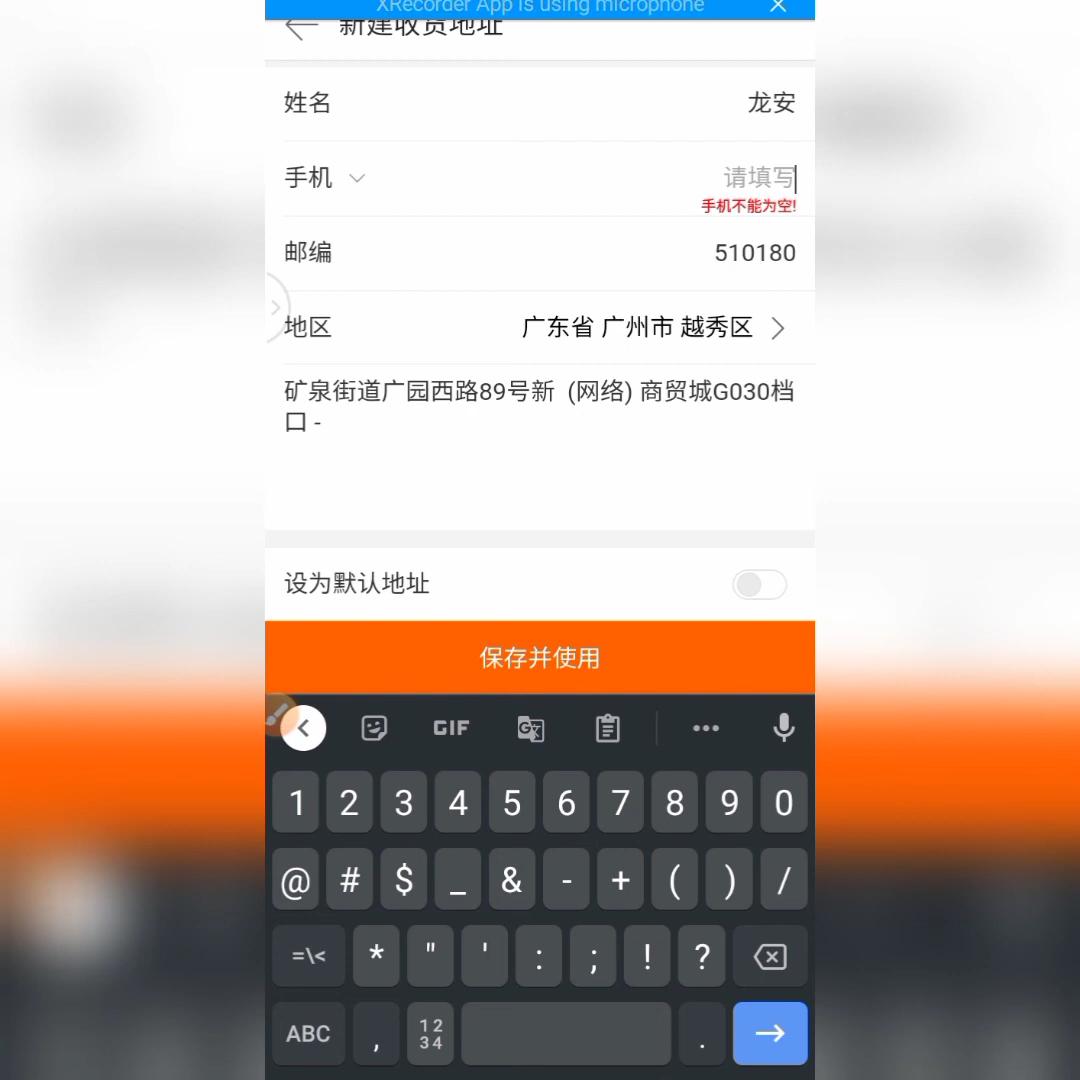 XRecorder App is using microphone
新建收货地址
姓名 龙安
手机 请填写
手机不能为空!
邮编 510180
地区 广东省 广州市 越秀区
矿泉街道广园西路89号新 (网络) 商贸城G030档
口 -
设为默认地址
保存并使用
GIF
1 2 3 4 5 6 7 8 9 0
@ # $ _ & - + ( ) /
=\< * " ' : ; ! ?
ABC , 1 2 3 4 .